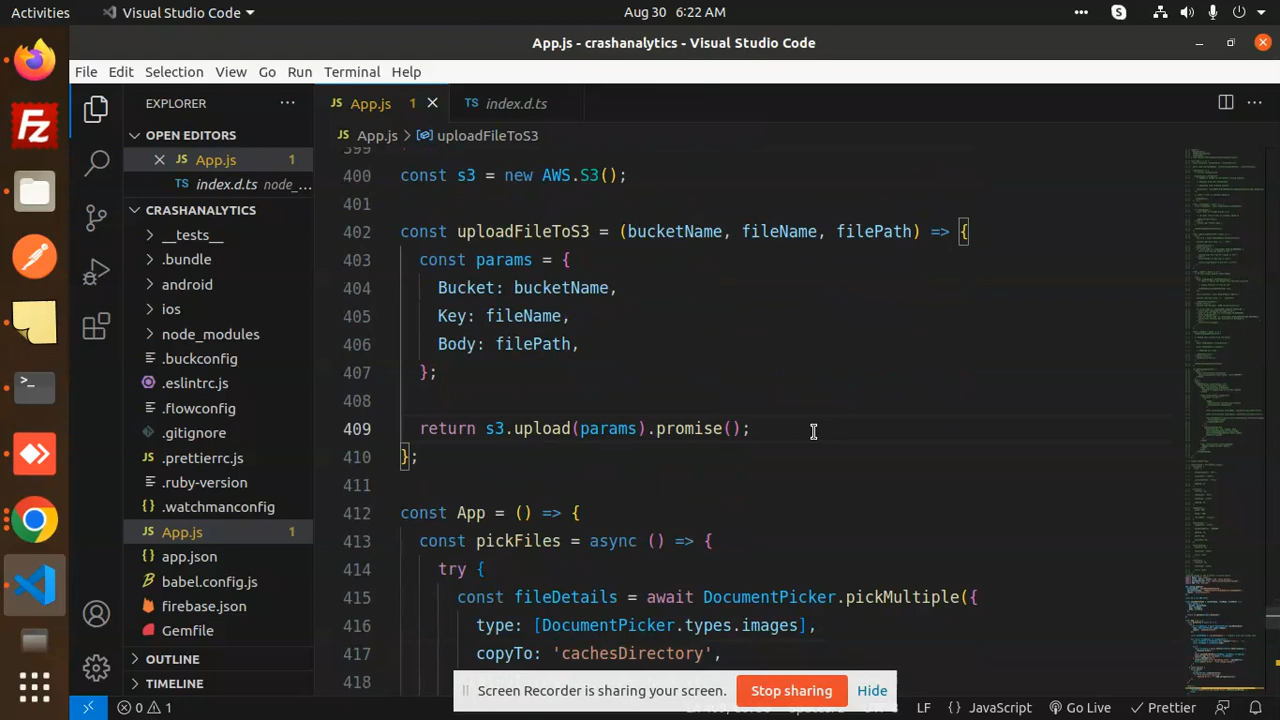 Activities
Visual Studio Code
Aug 30 6:22 AM
App.js - crashanalytics - Visual Studio Code
File Edit Selection View Go Run Terminal Help
EXPLORER
OPEN EDITORS
App.js 1
index.d.ts node_...
CRASHANALYTICS
__tests__
.bundle
android
ios
node_modules
.buckconfig
.eslintrc.js
.flowconfig
.gitignore
.prettierrc.js
.ruby-version
.watchmanconfig
App.js 1
app.json
babel.config.js
firebase.json
Gemfile
OUTLINE
TIMELINE
App.js 1
index.d.ts
App.js > uploadFileToS3
399
400 const s3 = new AWS.S3();
401
402 const uploadFileToS3 = (bucketName, fileName, filePath) => {
403 const params = {
404 Bucket: bucketName,
405 Key: fileName,
406 Body: filePath,
407 };
408
409 return s3.upload(params).promise();
410 };
411
412 const App = () => {
413 const pickFiles = async () => {
414 try {
415 const fileDetails = await DocumentPicker.pickMultiple({
416 type: [DocumentPicker.types.images],
417 'cachesDirectory',
418
Screen Recorder is sharing your screen.
Stop sharing
Hide
0 1
LF
JavaScript
Go Live
Prettier